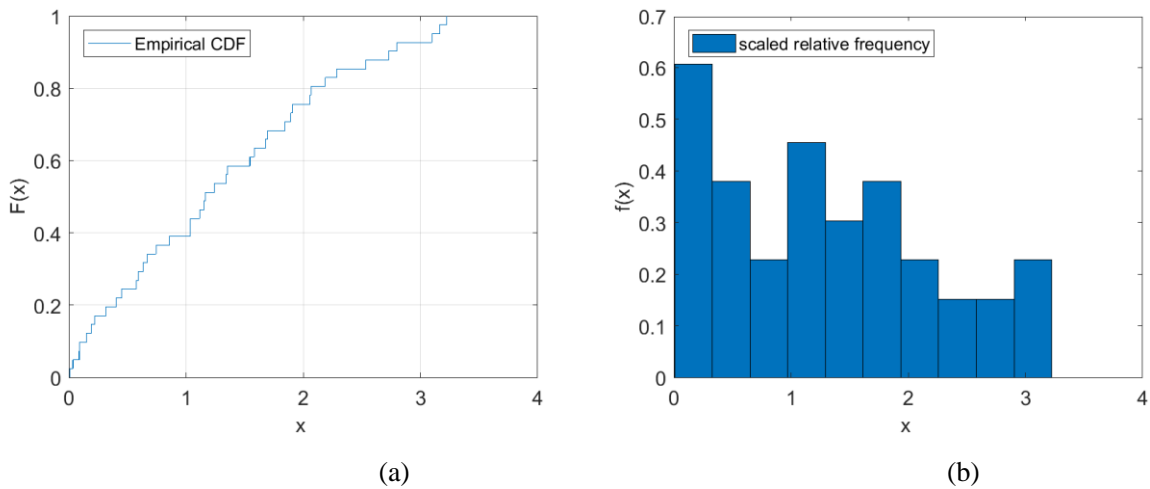 1
0.8
0.6
0.4
0.2
0
F(x)
Empirical CDF
0 1 2 3 4
x
(a)
0.7
0.6
0.5
0.4
0.3
0.2
0.1
0
f(x)
scaled relative frequency
0 1 2 3 4
x
(b)